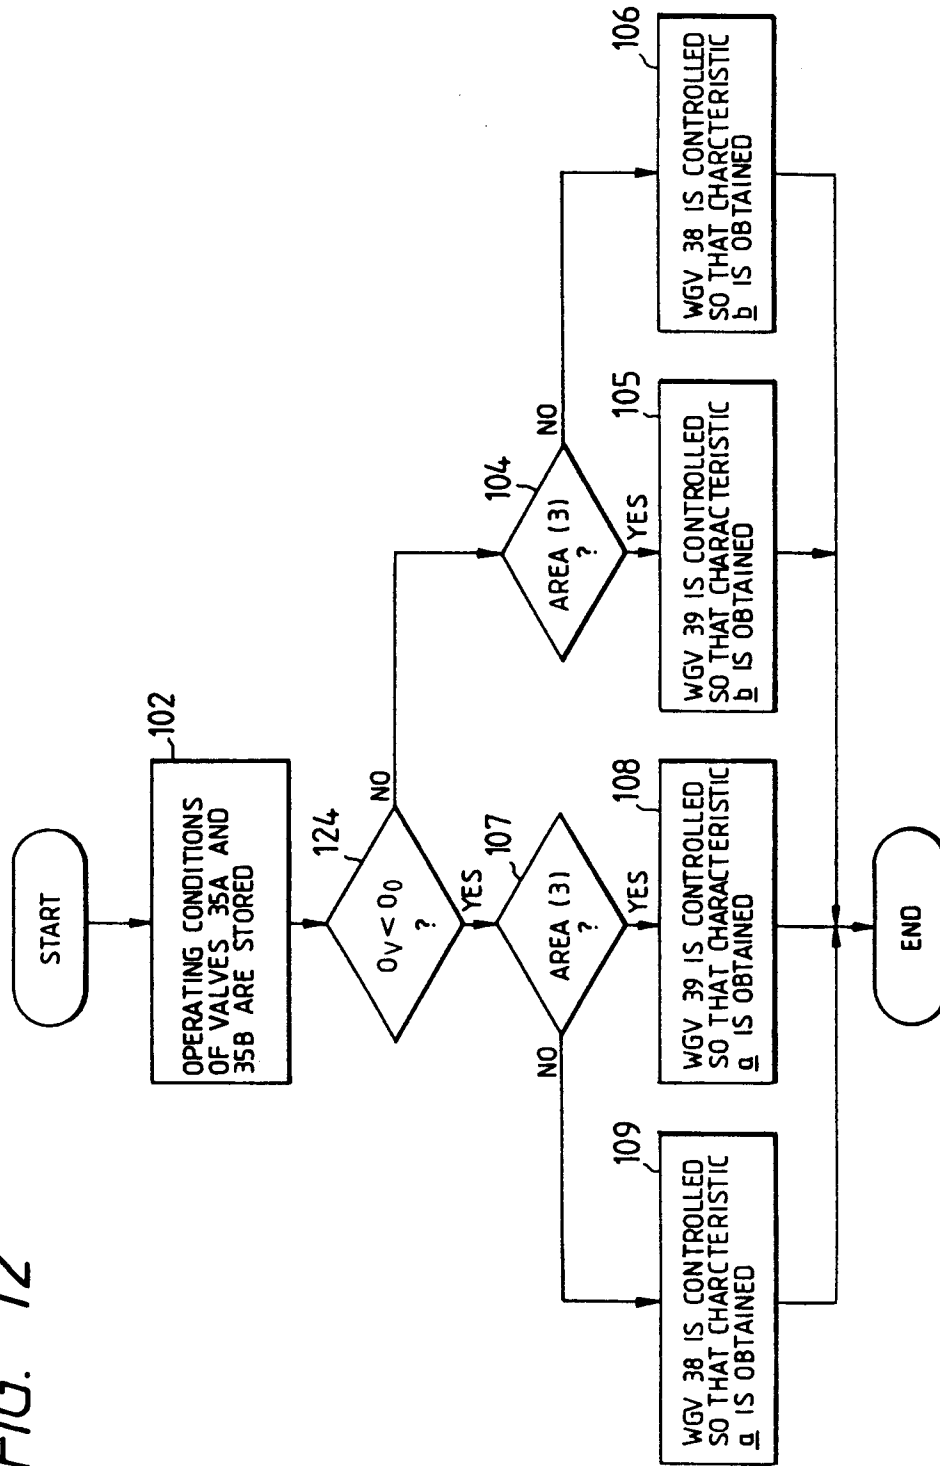 FIG. 12
START
102
OPERATING CONDITIONS
OF VALVES 35A AND
35B ARE STORED
124
OV < O0
?
NO
YES
107
AREA (3)
?
NO
YES
104
AREA (3)
?
NO
YES
109
WGV 38 IS CONTROLLED
SO THAT CHARCTERISTIC
a IS OBTAINED
108
WGV 39 IS CONTROLLED
SO THAT CHARACTERISTIC
a IS OBTAINED
105
WGV 39 IS CONTROLLED
SO THAT CHARACTERISTIC
b IS OBTAINED
106
WGV 38 IS CONTROLLED
SO THAT CHARCTERISTIC
b IS OBTAINED
END